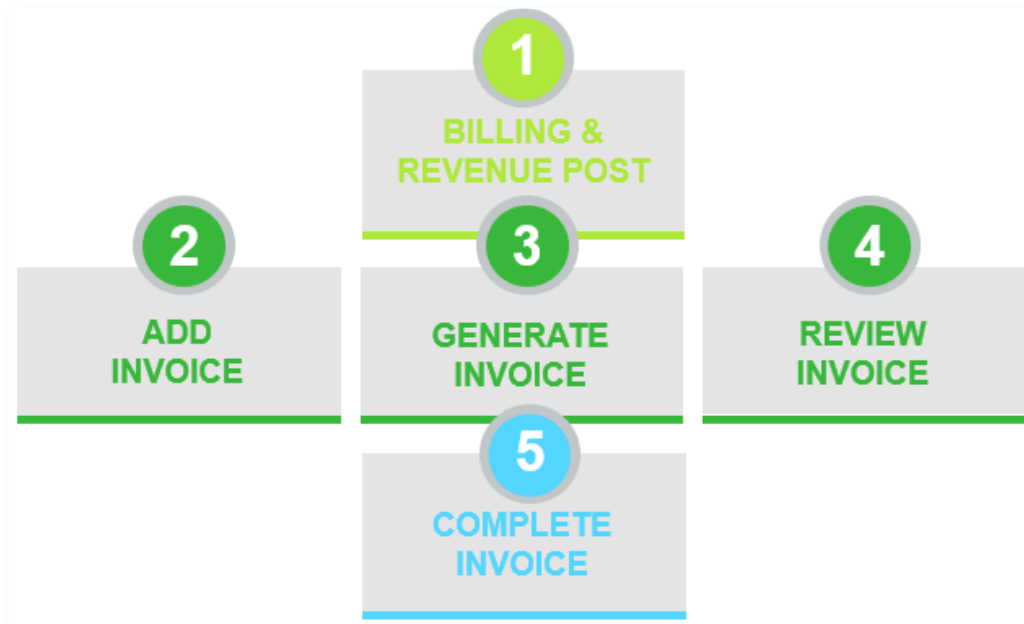 1
BILLING &
REVENUE POST
2
ADD
INVOICE
3
GENERATE
INVOICE
4
REVIEW
INVOICE
5
COMPLETE
INVOICE